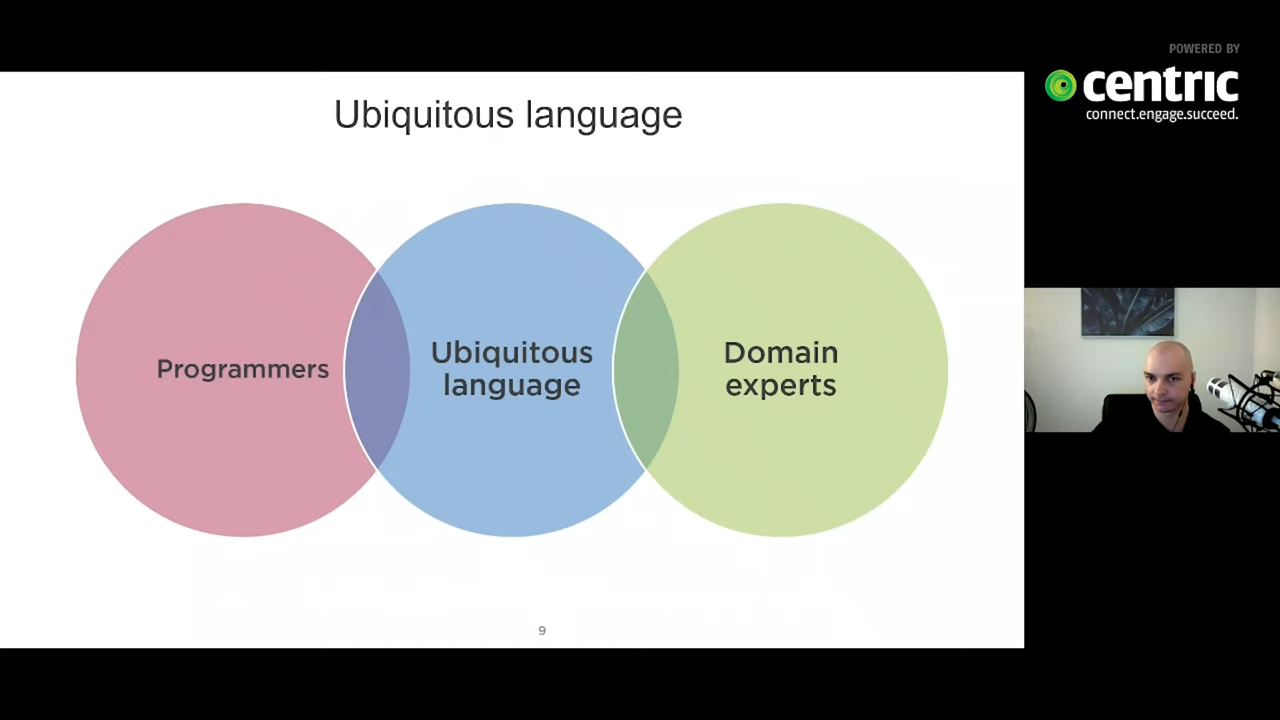 POWERED BY
centric
connect.engage.succeed.
Ubiquitous language
Programmers
Ubiquitous
language
Domain
experts
9